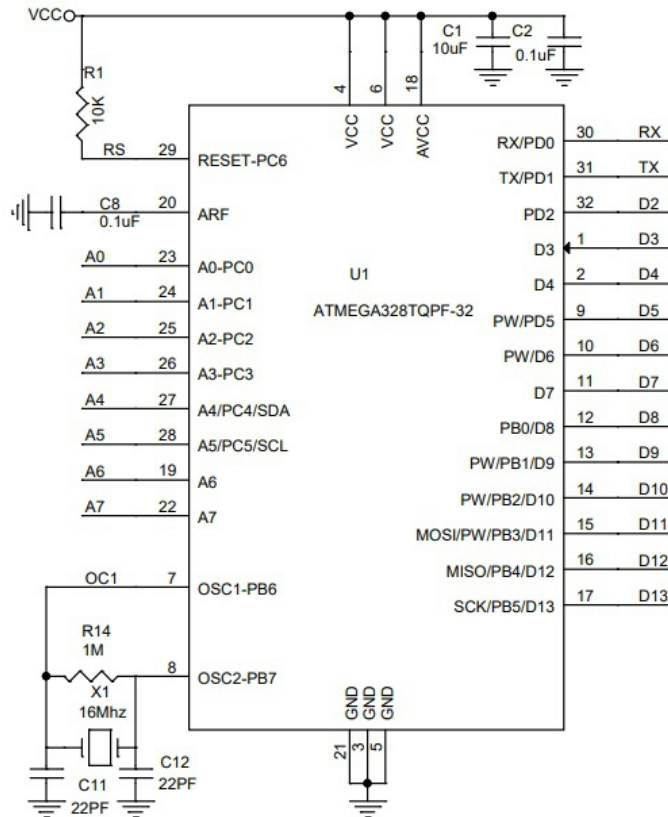 VCC
C1
10uF
C2
0.1uF
R1
10K
4
6
18
VCC
VCC
AVCC
RS
29
RESET-PC6
RX/PD0
30
RX
TX/PD1
31
TX
C8
0.1uF
20
ARF
PD2
32
D2
D3
1
D3
A0
23
A0-PC0
U1
D4
2
D4
A1
24
A1-PC1
ATMEGA328TQPF-32
PW/PD5
9
D5
A2
25
A2-PC2
PW/D6
10
D6
A3
26
A3-PC3
D7
11
D7
A4
27
A4/PC4/SDA
PB0/D8
12
D8
A5
28
A5/PC5/SCL
PW/PB1/D9
13
D9
A6
19
A6
PW/PB2/D10
14
D10
A7
22
A7
MOSI/PW/PB3/D11
15
D11
MISO/PB4/D12
16
D12
OC1
7
OSC1-PB6
SCK/PB5/D13
17
D13
R14
1M
8
OSC2-PB7
X1
16Mhz
GND
GND
GND
21
3
5
C11
22PF
C12
22PF